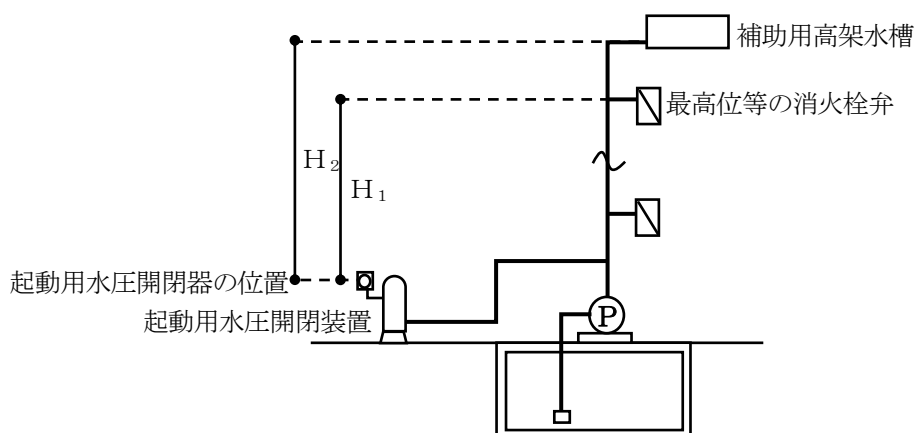 補助用高架水槽
最高位等の消火栓弁
Ｈ₂
Ｈ₁
起動用水圧開閉器の位置
起動用水圧開閉装置
P